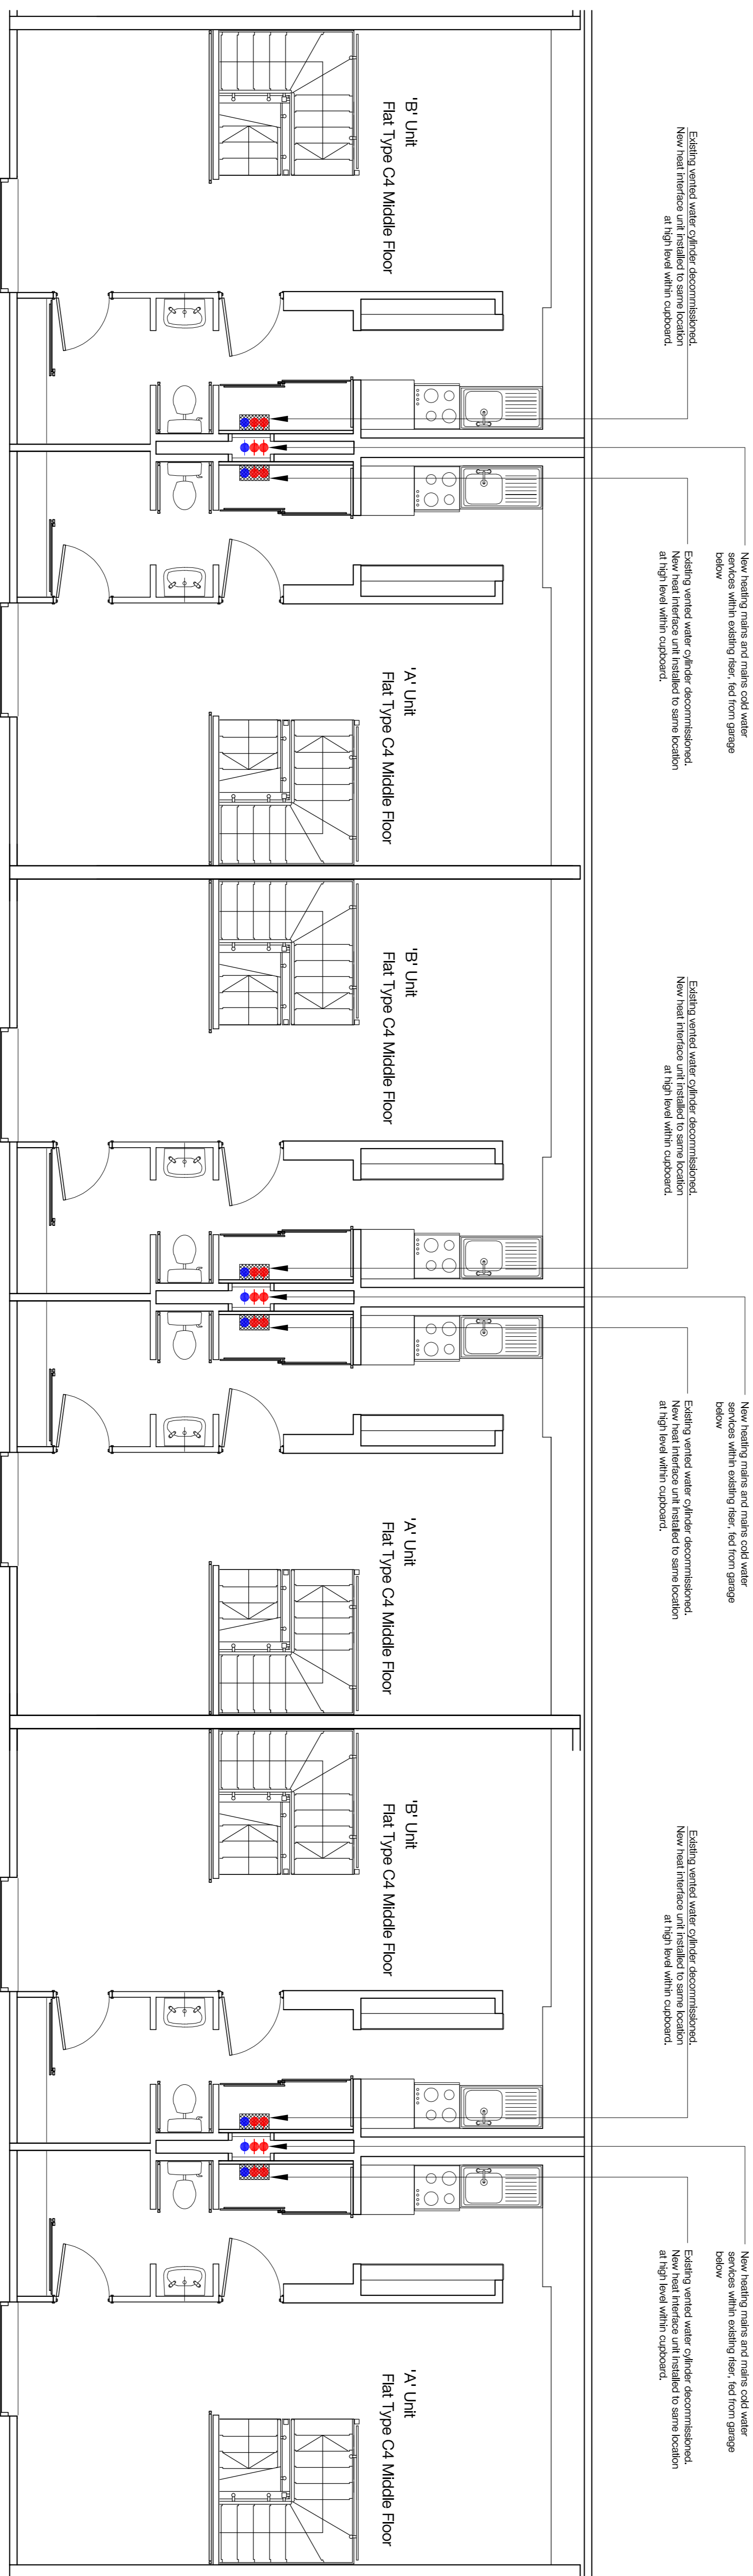 Existing vented water cylinder decommissioned.
New heat interface unit installed to same location
at high level within cupboard.
New heating mains and mains cold water
services within existing riser, fed from garage
below
Existing vented water cylinder decommissioned.
New heat interface unit installed to same location
at high level within cupboard.
Existing vented water cylinder decommissioned.
New heat interface unit installed to same location
at high level within cupboard.
New heating mains and mains cold water
services within existing riser, fed from garage
below
Existing vented water cylinder decommissioned.
New heat interface unit installed to same location
at high level within cupboard.
Existing vented water cylinder decommissioned.
New heat interface unit installed to same location
at high level within cupboard.
New heating mains and mains cold water
services within existing riser, fed from garage
below
Existing vented water cylinder decommissioned.
New heat interface unit installed to same location
at high level within cupboard.
'B' Unit
Flat Type C4 Middle Floor
'A' Unit
Flat Type C4 Middle Floor
'B' Unit
Flat Type C4 Middle Floor
'A' Unit
Flat Type C4 Middle Floor
'B' Unit
Flat Type C4 Middle Floor
'A' Unit
Flat Type C4 Middle Floor